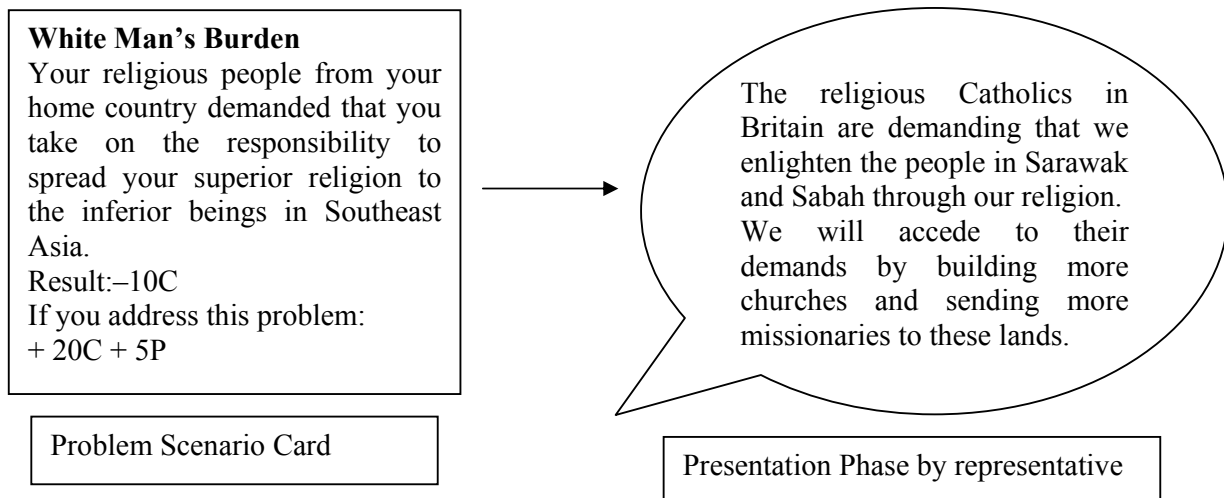 White Man’s Burden
Your religious people from your
home country demanded that you
take on the responsibility to
spread your superior religion to
the inferior beings in Southeast
Asia.
Result:–10C
If you address this problem:
+ 20C + 5P
Problem Scenario Card
The religious Catholics in
Britain are demanding that we
enlighten the people in Sarawak
and Sabah through our religion.
We will accede to their
demands by building more
churches and sending more
missionaries to these lands.
Presentation Phase by representative